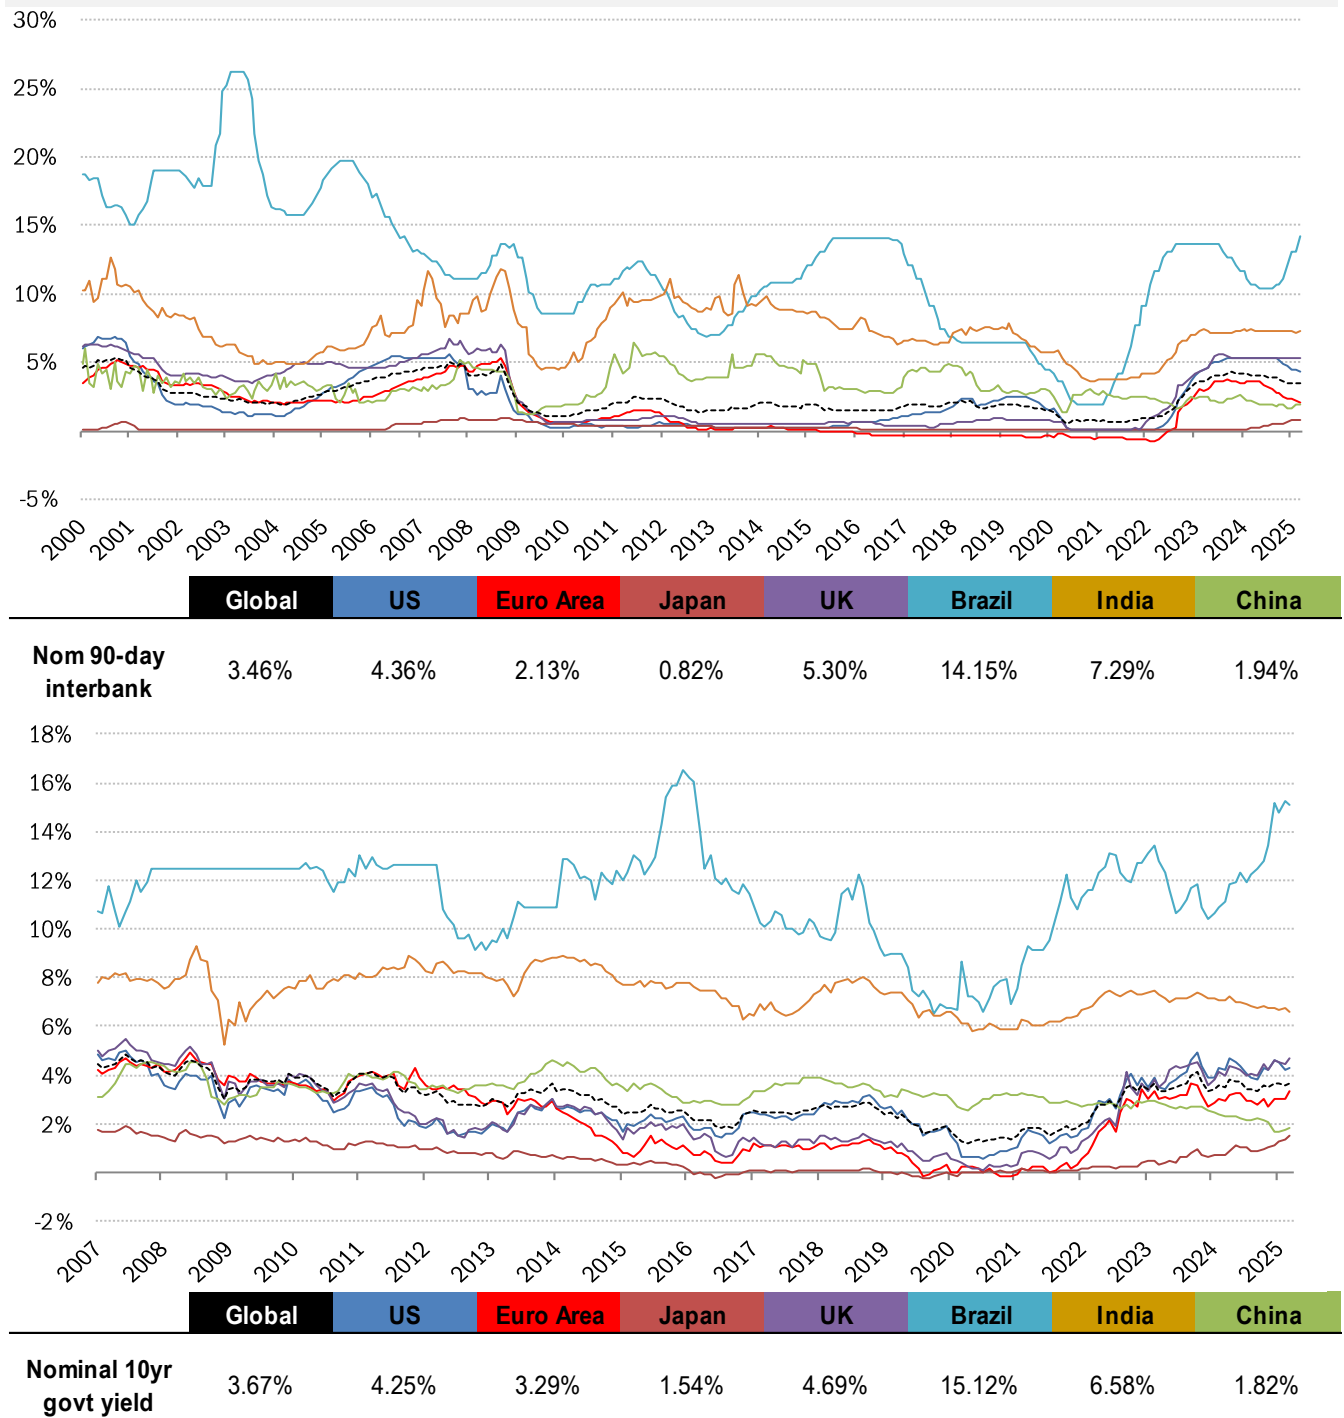 30%
25%
20%
15%
10%
5%
0%
-5%
2000 2001 2002 2003 2004 2005 2006 2007 2008 2009 2010 2011 2012 2013 2014 2015 2016 2017 2018 2019 2020 2021 2022 2023 2024 2025
Global US Euro Area Japan UK Brazil India China
Nom 90-day
interbank 3.46% 4.36% 2.13% 0.82% 5.30% 14.15% 7.29% 1.94%
18%
16%
14%
12%
10%
8%
6%
4%
2%
-2%
2007 2008 2009 2010 2011 2012 2013 2014 2015 2016 2017 2018 2019 2020 2021 2022 2023 2024 2025
Global US Euro Area Japan UK Brazil India China
Nominal 10yr
govt yield 3.67% 4.25% 3.29% 1.54% 4.69% 15.12% 6.58% 1.82%